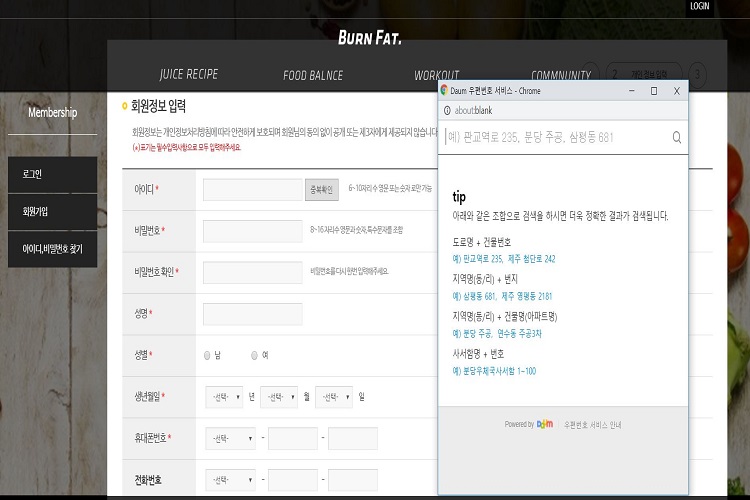 LOGIN
BURN FAT.
JUICE RECIPE
FOOD BALNCE
WORKOUT
COMMNUNITY
2
개인 정보 입력
3
Membership
로그인
회원가입
아이디,비밀번호 찾기
회원정보 입력
회원정보는 개인정보처리방침에 따라 안전하게 보호되며 회원님의 동의 없이 공개 또는 제3자에게 제공되지 않습니다
(*)표기는 필수입력사항으로 모두 입력해주세요.
아이디 *
중복확인
6~10자리 수 영문 또는 숫자로만 가능
비밀번호 *
8~16자리수 영문과 숫자,특수문자를 조합
비밀번호 확인 *
비밀번호를 다시 한번 입력해주세요.
성명 *
성별 *
남
여
생년월일 *
-선택- 년 -선택- 월 -선택- 일
휴대폰번호 *
-선택- - -
전화번호
-선택- - -
Daum 우편번호 서비스 - Chrome
about:blank
예) 판교역로 235, 분당 주공, 삼평동 681
tip
아래와 같은 조합으로 검색을 하시면 더욱 정확한 결과가 검색됩니다.
도로명 + 건물번호
예) 판교역로 235, 제주 첨단로 242
지역명(동/리) + 번지
예) 삼평동 681, 제주 영평동 2181
지역명(동/리) + 건물명(아파트명)
예) 분당 주공, 연수동 주공3차
사서함명 + 번호
예) 분당우체국사서함 1~100
Powered by Daum 우편번호 서비스 안내